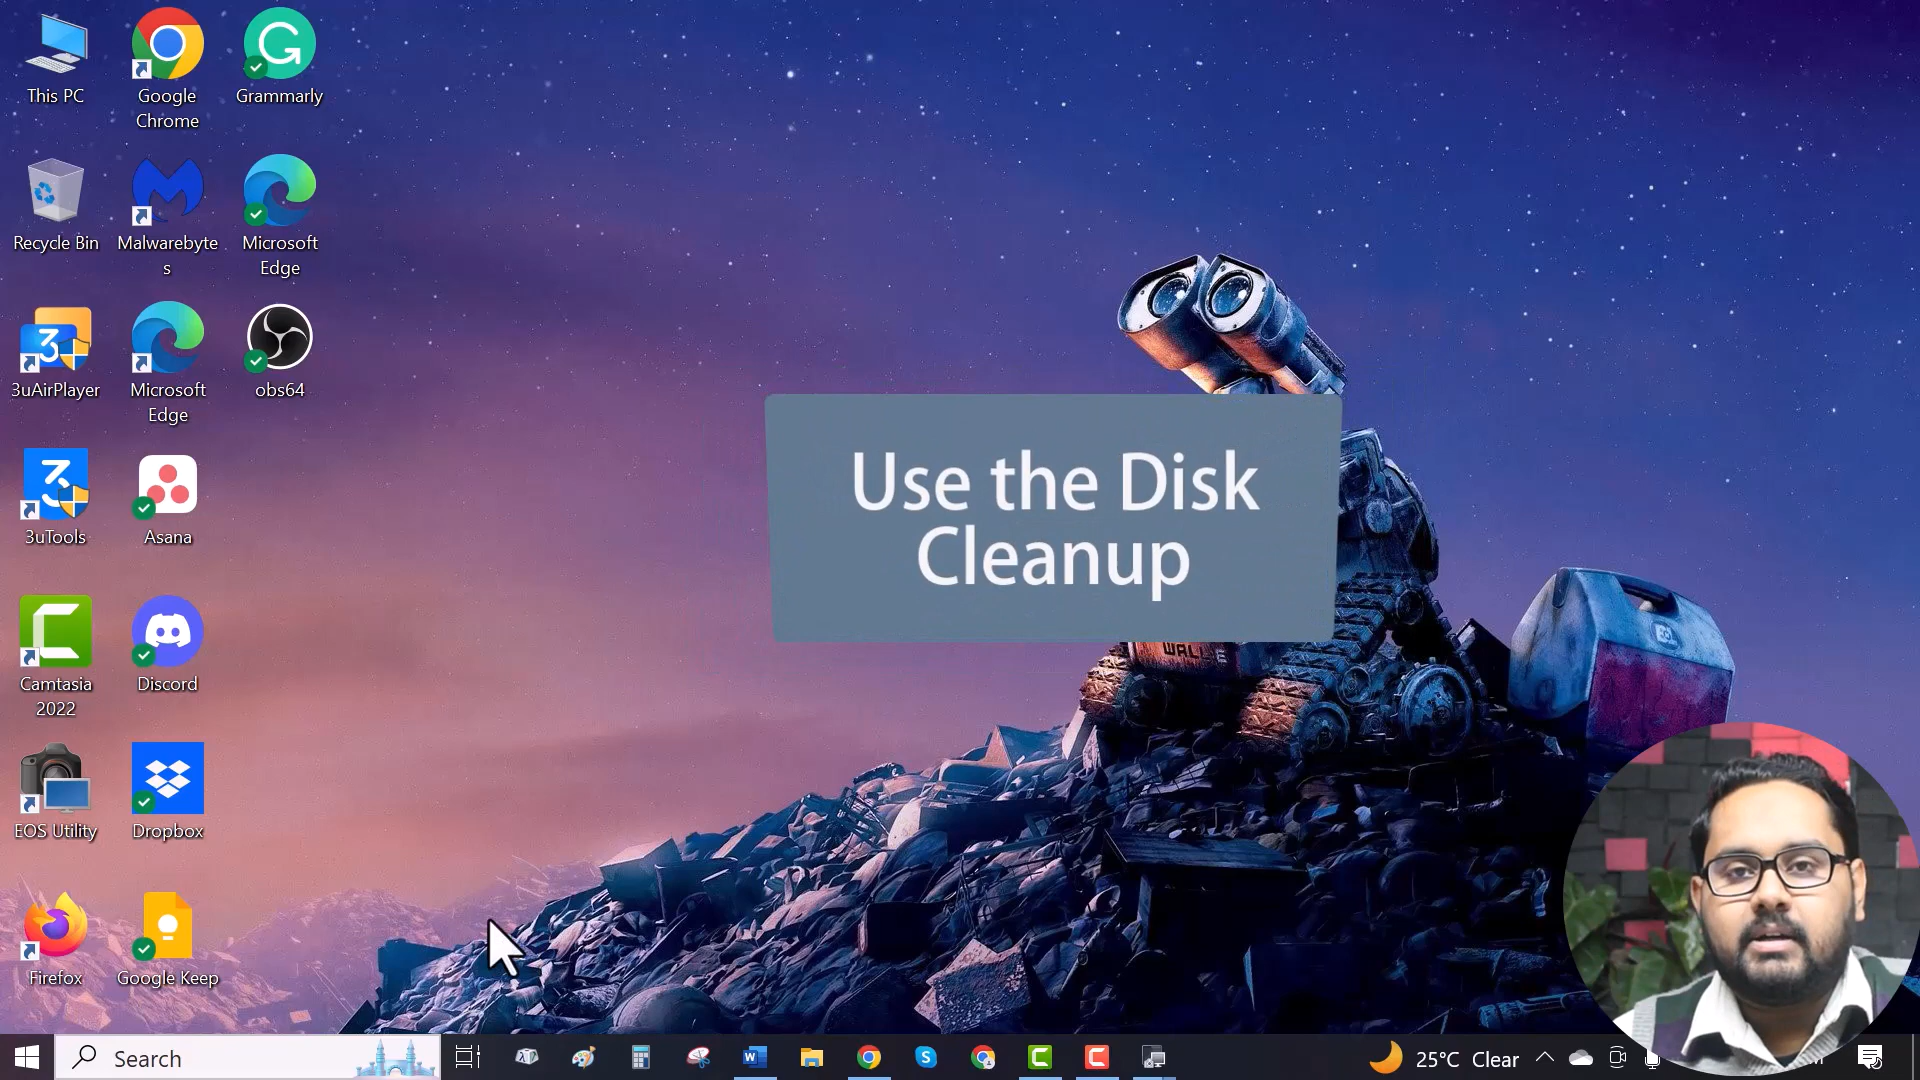 This PC
Google
Chrome
Grammarly
Recycle Bin
Malwarebyte
s
Microsoft
Edge
3uAirPlayer
Microsoft
Edge
obs64
3uTools
Asana
Camtasia
2022
Discord
EOS Utility
Dropbox
Firefox
Google Keep
Use the Disk
Cleanup
WALL·E
Search
25°C Clear